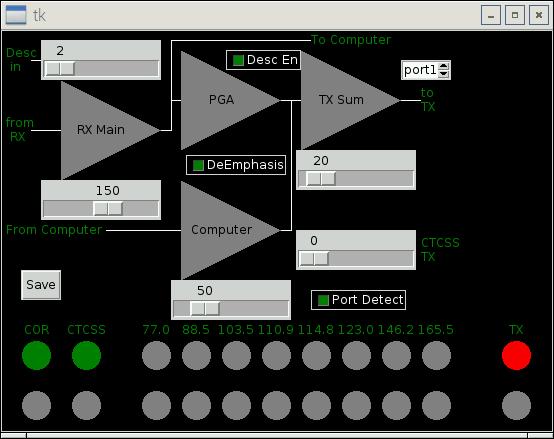 tk
To Computer
Desc in
2
Desc En
port1
PGA
TX Sum
to TX
from RX
RX Main
DeEmphasis
20
150
From Computer
Computer
0
CTCSS TX
Save
50
Port Detect
COR CTCSS 77.0 88.5 103.5 110.9 114.8 123.0 146.2 165.5 TX